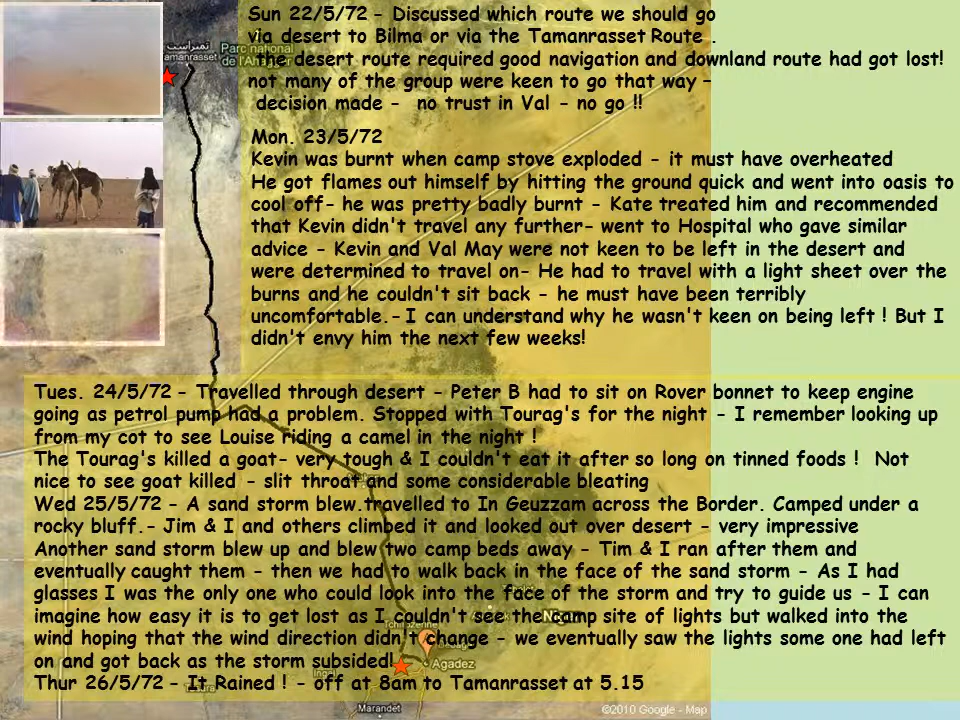 Sun 22/5/72 - Discussed which route we should go
via desert to Bilma or via the Tamanrasset Route .
the desert route required good navigation and downland route had got lost!
not many of the group were keen to go that way -
decision made -  no trust in Val - no go !!
تمنراست
amanrasset
Parc national
de l'A
Mon. 23/5/72
Kevin was burnt when camp stove exploded - it must have overheated
He got flames out himself by hitting the ground quick and went into oasis to
cool off- he was pretty badly burnt - Kate treated him and recommended
that Kevin didn't travel any further- went to Hospital who gave similar
advice - Kevin and Val May were not keen to be left in the desert and
were determined to travel on- He had to travel with a light sheet over the
burns and he couldn't sit back - he must have been terribly
uncomfortable.- I can understand why he wasn't keen on being left ! But I
didn't envy him the next few weeks!
Tues. 24/5/72 - Travelled through desert - Peter B had to sit on Rover bonnet to keep engine
going as petrol pump had a problem. Stopped with Tourag's for the night - I remember looking up
from my cot to see Louise riding a camel in the night !
The Tourag's killed a goat- very tough & I couldn't eat it after so long on tinned foods !  Not
nice to see goat killed - slit throat and some considerable bleating
Wed 25/5/72 - A sand storm blew.travelled to In Geuzzam across the Border. Camped under a
rocky bluff.- Jim & I and others climbed it and looked out over desert - very impressive
Another sand storm blew up and blew two camp beds away - Tim & I ran after them and
eventually caught them - then we had to walk back in the face of the sand storm - As I had
glasses I was the only one who could look into the face of the storm and try to guide us - I can
imagine how easy it is to get lost as I couldn't see the camp site of lights but walked into the
wind hoping that the wind direction didn't change - we eventually saw the lights some one had left
on and got back as the storm subsided!
Agadez
Thur 26/5/72 - It Rained ! - off at 8am to Tamanrasset at 5.15
Marandet
©2010 Google - Map